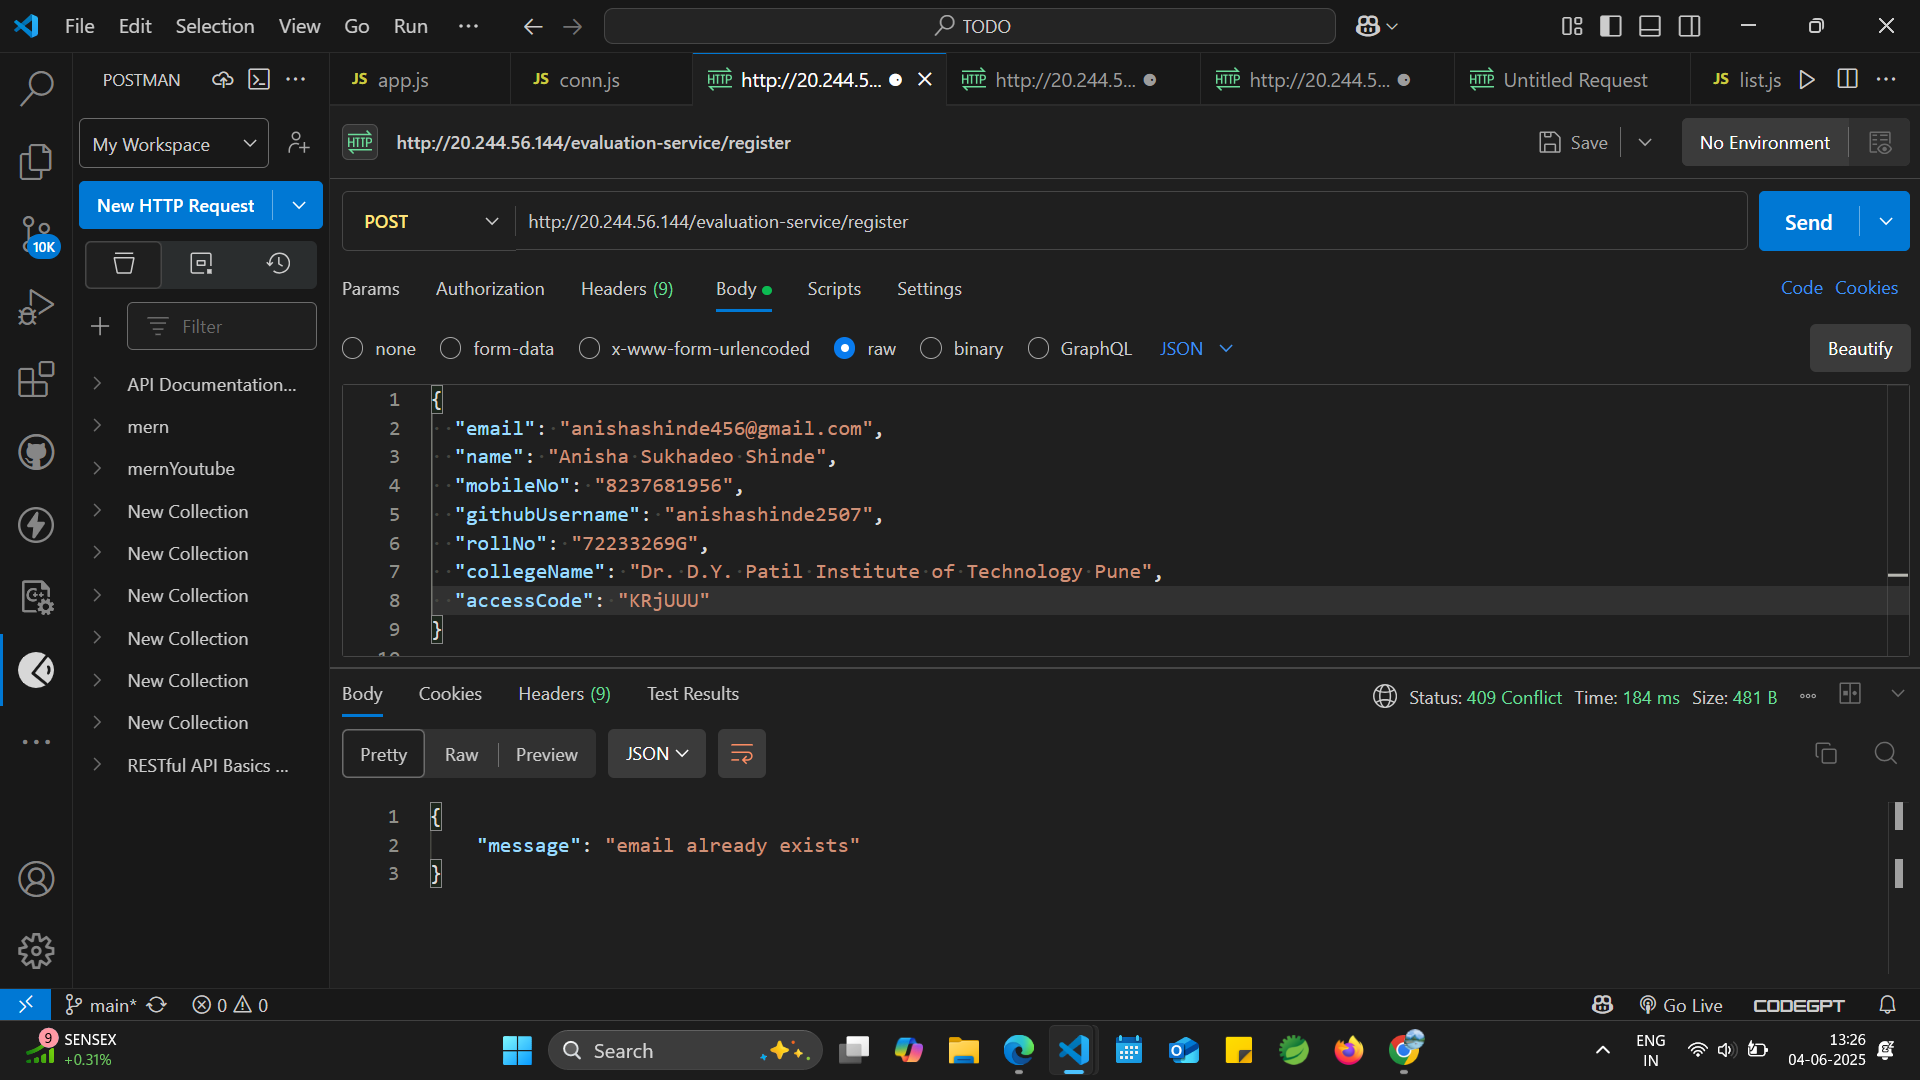 File Edit Selection View Go Run ··· TODO
POSTMAN
JS app.js
JS conn.js
HTTP http://20.244.5...
HTTP http://20.244.5...
HTTP http://20.244.5...
HTTP Untitled Request
JS list.js
My Workspace
HTTP http://20.244.56.144/evaluation-service/register
Save
No Environment
New HTTP Request
POST http://20.244.56.144/evaluation-service/register
Send
10K
Params Authorization Headers (9) Body Scripts Settings
Code Cookies
Filter
none form-data x-www-form-urlencoded raw binary GraphQL JSON
Beautify
API Documentation...
mern
mernYoutube
New Collection
New Collection
New Collection
New Collection
New Collection
New Collection
RESTful API Basics ...
1 {
2 "email": "anishashinde456@gmail.com",
3 "name": "Anisha Sukhadeo Shinde",
4 "mobileNo": "8237681956",
5 "githubUsername": "anishashinde2507",
6 "rollNo": "72233269G",
7 "collegeName": "Dr. D.Y. Patil Institute of Technology Pune",
8 "accessCode": "KRjUUU"
9 }
10
Body Cookies Headers (9) Test Results
Status: 409 Conflict Time: 184 ms Size: 481 B
Pretty Raw Preview JSON
1 {
2 "message": "email already exists"
3 }
main* 0 0
Go Live CODEGPT
9 SENSEX
+0.31%
Search
ENG
IN
13:26
04-06-2025